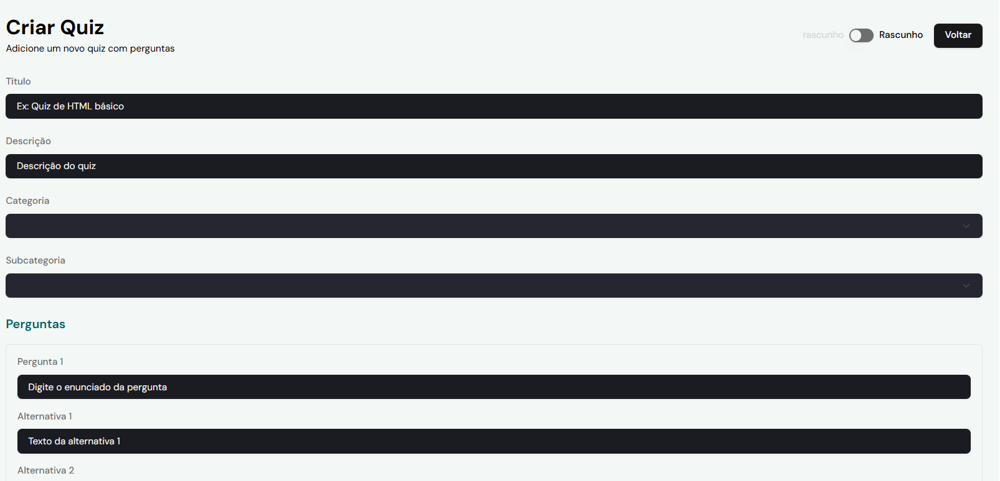 Criar Quiz
Adicione um novo quiz com perguntas
rascunho Rascunho Voltar
Título
Ex: Quiz de HTML básico
Descrição
Descrição do quiz
Categoria
Subcategoria
Perguntas
Pergunta 1
Digite o enunciado da pergunta
Alternativa 1
Texto da alternativa 1
Alternativa 2